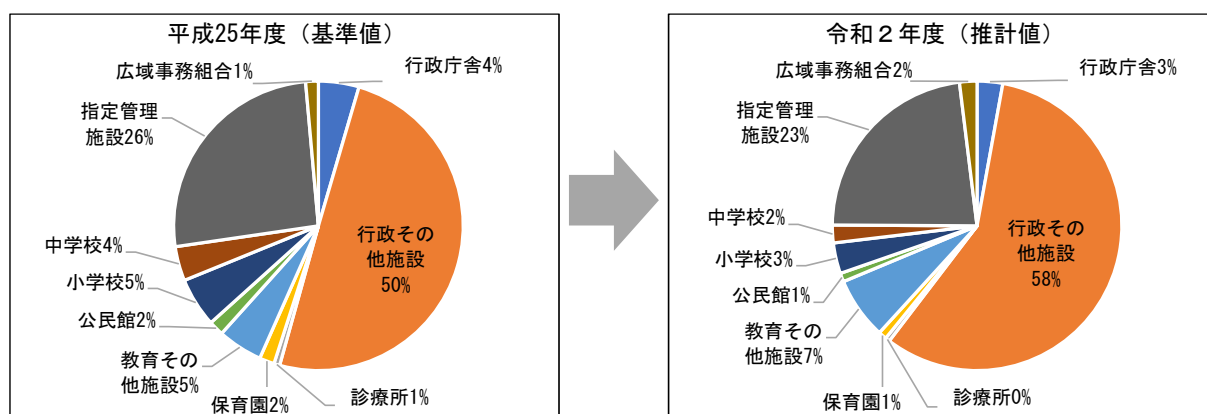 平成25年度（基準値）
広域事務組合1%
行政庁舎4%
指定管理
施設26%
中学校4%
小学校5%
公民館2%
教育その
他施設5%
保育園2%
診療所1%
行政その
他施設
50%
令和２年度（推計値）
広域事務組合2%
行政庁舎3%
指定管理
施設23%
中学校2%
小学校3%
公民館1%
教育その
他施設7%
保育園1%
診療所0%
行政その
他施設
58%